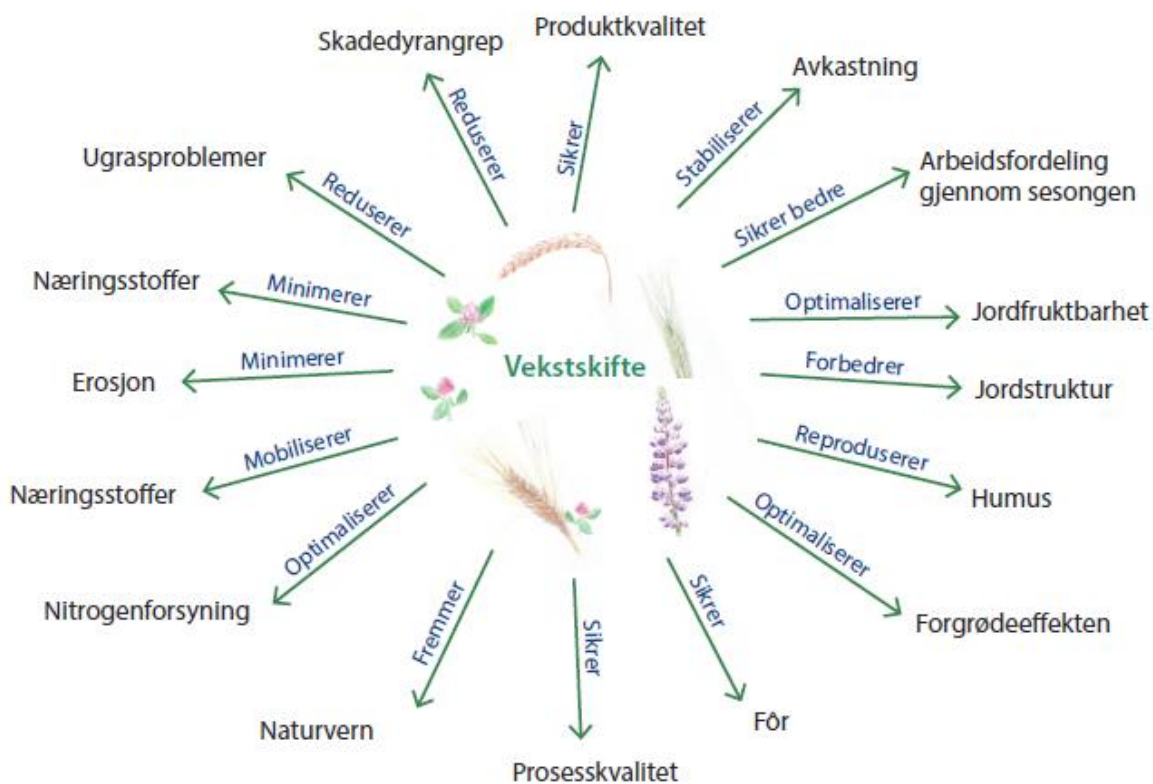 Produktkvalitet
Sikrer
Skadedyrangrep
Reduserer
Avkastning
Stabiliserer
Ugrasproblemer
Reduserer
Arbeidsfordeling
gjennom sesongen
Sikrer bedre
Næringsstoffer
Minimerer
Optimaliserer
Jordfruktbarhet
Erosjon
Minimerer
Vekstskifte
Forbedrer
Jordstruktur
Næringsstoffer
Mobiliserer
Reproduserer
Humus
Nitrogenforsyning
Optimaliserer
Optimaliserer
Forgrødeeffekten
Naturvern
Fremmer
Sikrer
Prosesskvalitet
Sikrer
Fôr